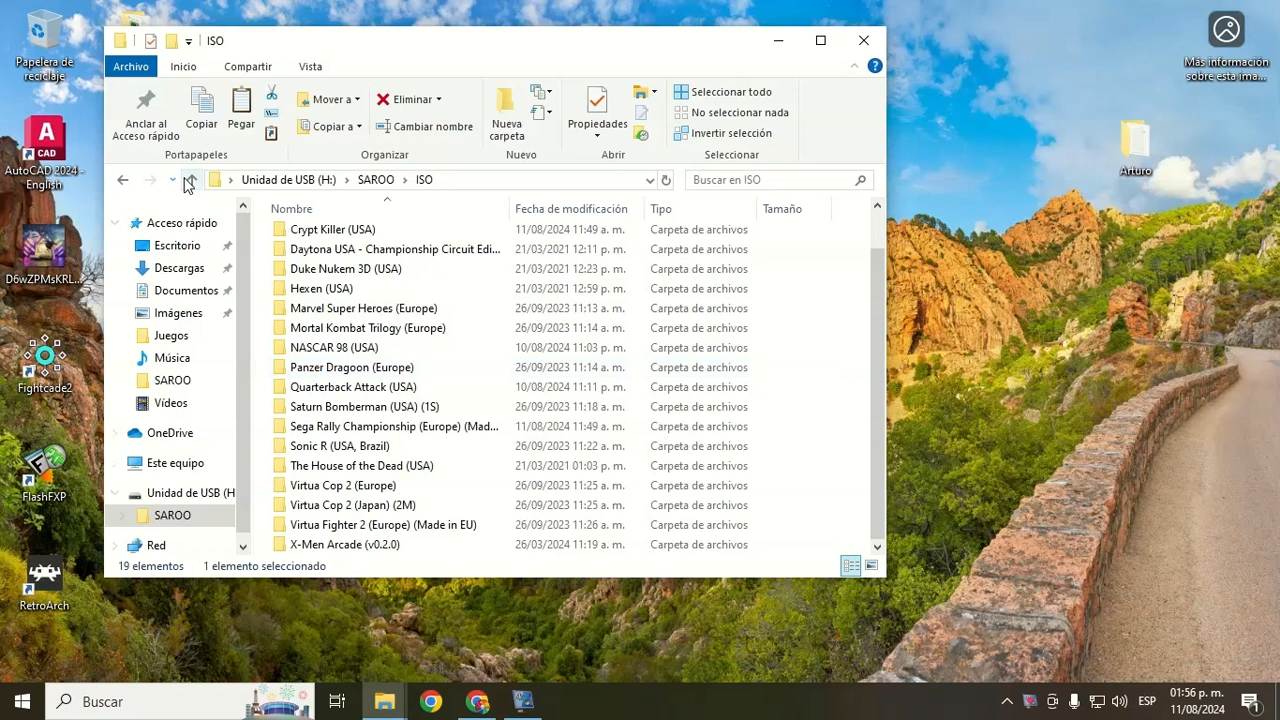 Papelera de
reciclaje
AutoCAD 2024 -
English
D6wZPMsKRL...
Fightcade2
FlashFXP
RetroArch
Más información
sobre esta ima...
Arturo
ISO
Archivo
Inicio
Compartir
Vista
Anclar al
Acceso rápido
Copiar
Pegar
Portapapeles
Mover a
Copiar a
Eliminar
Cambiar nombre
Organizar
Nueva
carpeta
Nuevo
Propiedades
Abrir
Seleccionar todo
No seleccionar nada
Invertir selección
Seleccionar
Unidad de USB (H:) > SAROO > ISO
Buscar en ISO
Acceso rápido
Escritorio
Descargas
Documentos
Imágenes
Juegos
Música
SAROO
Vídeos
OneDrive
Este equipo
Unidad de USB (H
SAROO
Red
Nombre Fecha de modificación Tipo Tamaño
Crypt Killer (USA) 11/08/2024 11:49 a. m. Carpeta de archivos
Daytona USA - Championship Circuit Edi... 21/03/2021 12:11 p. m. Carpeta de archivos
Duke Nukem 3D (USA) 21/03/2021 12:23 p. m. Carpeta de archivos
Hexen (USA) 21/03/2021 12:59 p. m. Carpeta de archivos
Marvel Super Heroes (Europe) 26/09/2023 11:13 a. m. Carpeta de archivos
Mortal Kombat Trilogy (Europe) 26/09/2023 11:14 a. m. Carpeta de archivos
NASCAR 98 (USA) 10/08/2024 11:03 p. m. Carpeta de archivos
Panzer Dragoon (Europe) 26/09/2023 11:14 a. m. Carpeta de archivos
Quarterback Attack (USA) 10/08/2024 11:11 p. m. Carpeta de archivos
Saturn Bomberman (USA) (1S) 26/09/2023 11:18 a. m. Carpeta de archivos
Sega Rally Championship (Europe) (Mad... 11/08/2024 11:49 a. m. Carpeta de archivos
Sonic R (USA, Brazil) 26/09/2023 11:22 a. m. Carpeta de archivos
The House of the Dead (USA) 21/03/2021 01:03 p. m. Carpeta de archivos
Virtua Cop 2 (Europe) 26/09/2023 11:25 a. m. Carpeta de archivos
Virtua Cop 2 (Japan) (2M) 26/09/2023 11:25 a. m. Carpeta de archivos
Virtua Fighter 2 (Europe) (Made in EU) 26/09/2023 11:26 a. m. Carpeta de archivos
X-Men Arcade (v0.2.0) 26/03/2024 11:19 a. m. Carpeta de archivos
19 elementos 1 elemento seleccionado
Buscar
ESP
01:56 p. m.
11/08/2024
1